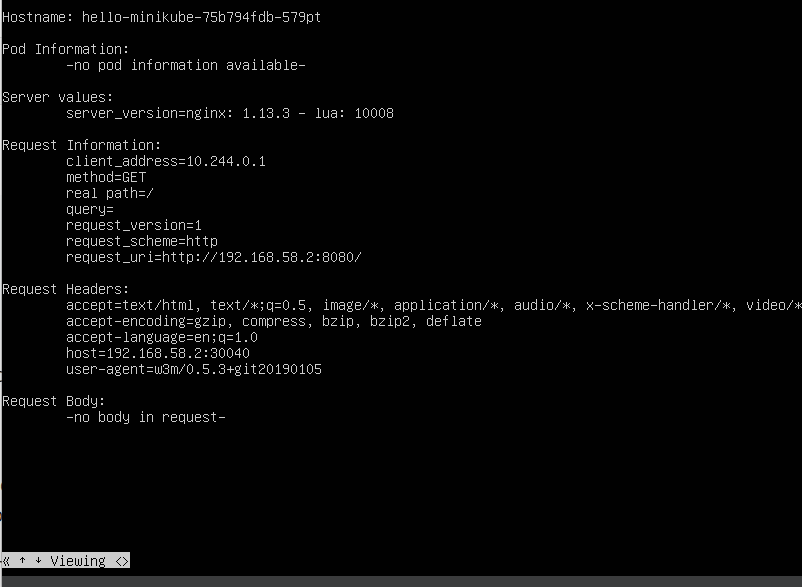 Hostname: hello-minikube-75b794fdb-579pt
Pod Information:
-no pod information available-
Server values:
server_version=nginx: 1.13.3 - lua: 10008
Request Information:
client_address=10.244.0.1
method=GET
real path=/
query=
request_version=1
request_scheme=http
request_uri=http://192.168.58.2:8080/
Request Headers:
accept=text/html, text/*;q=0.5, image/*, application/*, audio/*, x-scheme-handler/*, video/*
accept-encoding=gzip, compress, bzip, bzip2, deflate
accept-language=en;q=1.0
host=192.168.58.2:30040
user-agent=w3m/0.5.3+git20190105
Request Body:
-no body in request-
« ↑ ↓ Viewing <>